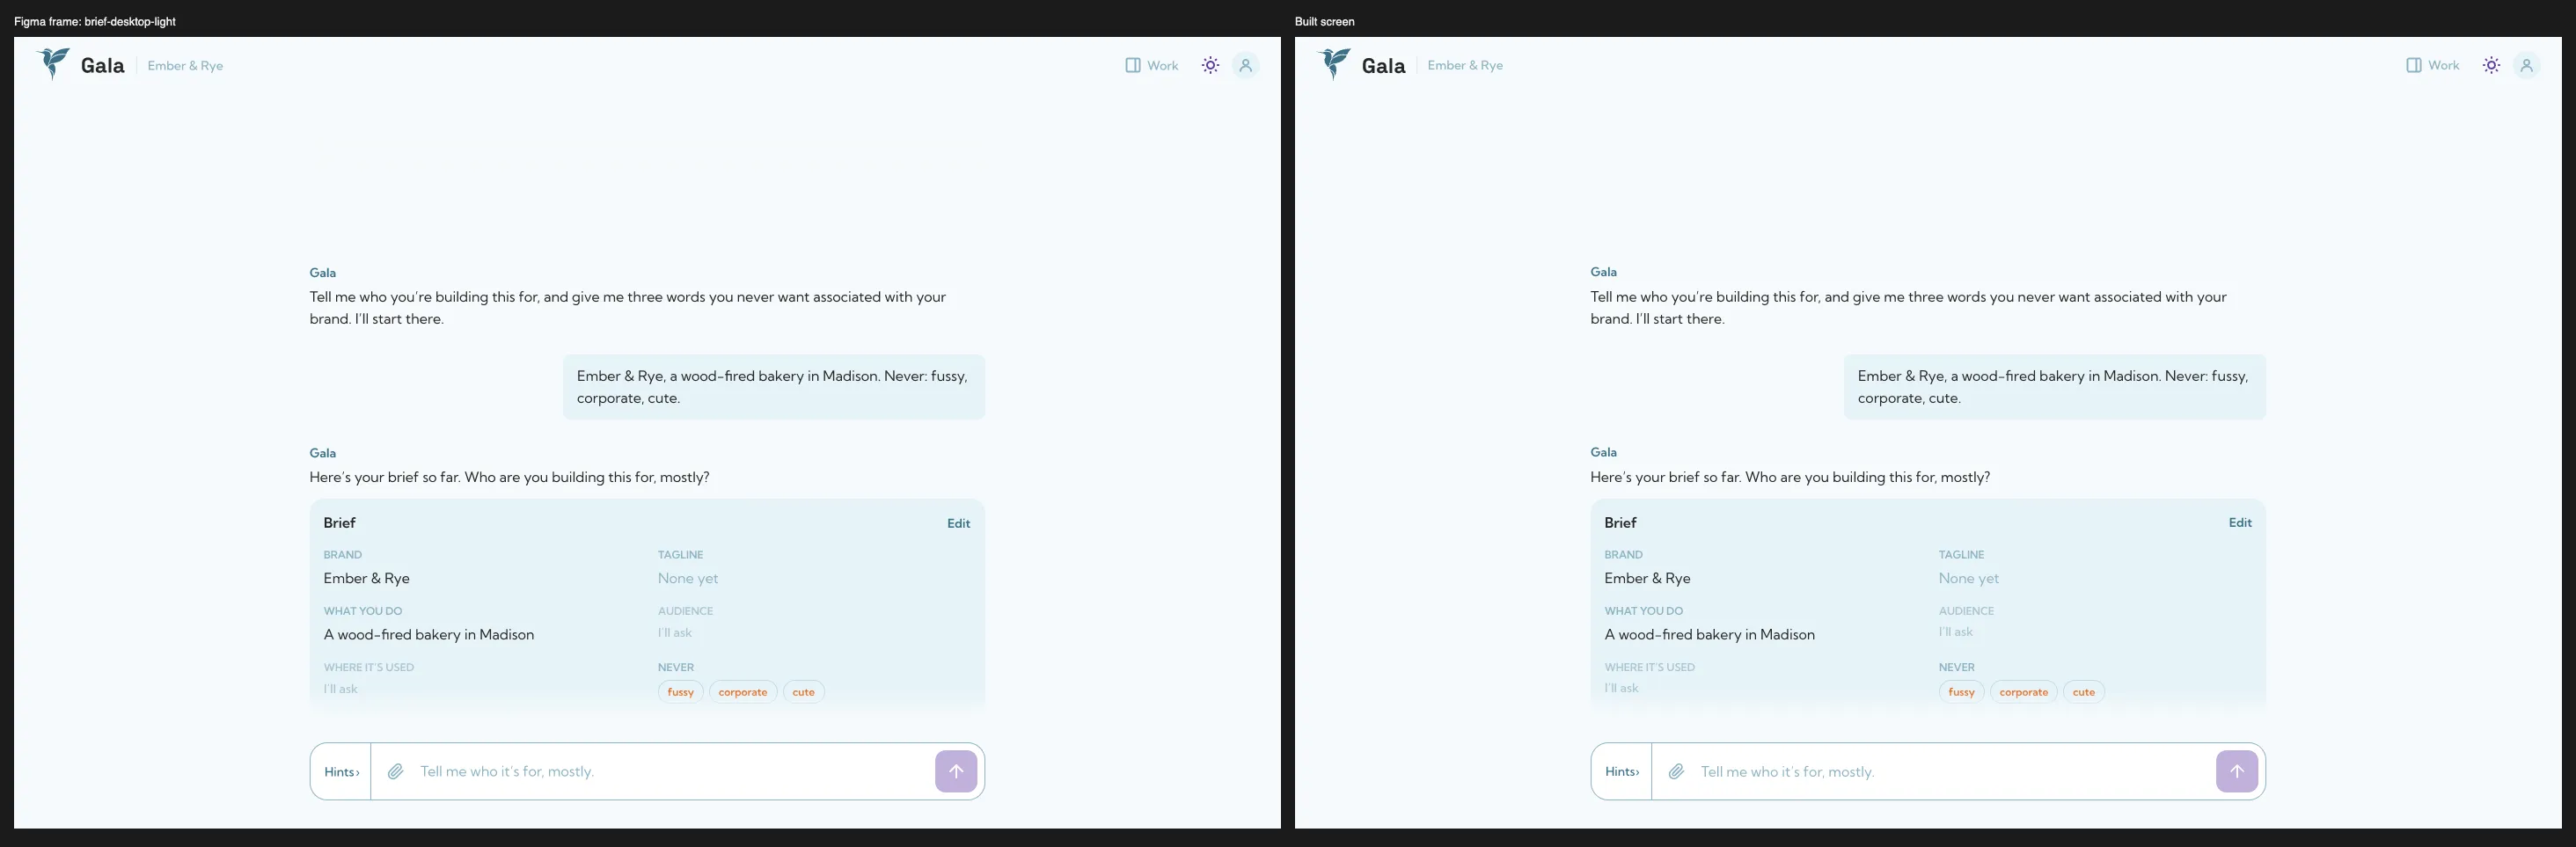 Figma frame: brief-desktop-light
Gala
Ember & Rye
Work
Gala
Tell me who you're building this for, and give me three words you never want associated with your
brand. I'll start there.
Ember & Rye, a wood-fired bakery in Madison. Never: fussy,
corporate, cute.
Gala
Here's your brief so far. Who are you building this for, mostly?
Brief
Edit
BRAND
TAGLINE
Ember & Rye
None yet
WHAT YOU DO
AUDIENCE
A wood-fired bakery in Madison
I'll ask
WHERE IT'S USED
NEVER
I'll ask
fussy
corporate
cute
Hints›
Tell me who it's for, mostly.
Built screen
Gala
Ember & Rye
Work
Gala
Tell me who you're building this for, and give me three words you never want associated with your
brand. I'll start there.
Ember & Rye, a wood-fired bakery in Madison. Never: fussy,
corporate, cute.
Gala
Here's your brief so far. Who are you building this for, mostly?
Brief
Edit
BRAND
TAGLINE
Ember & Rye
None yet
WHAT YOU DO
AUDIENCE
A wood-fired bakery in Madison
I'll ask
WHERE IT'S USED
NEVER
I'll ask
fussy
corporate
cute
Hints›
Tell me who it's for, mostly.